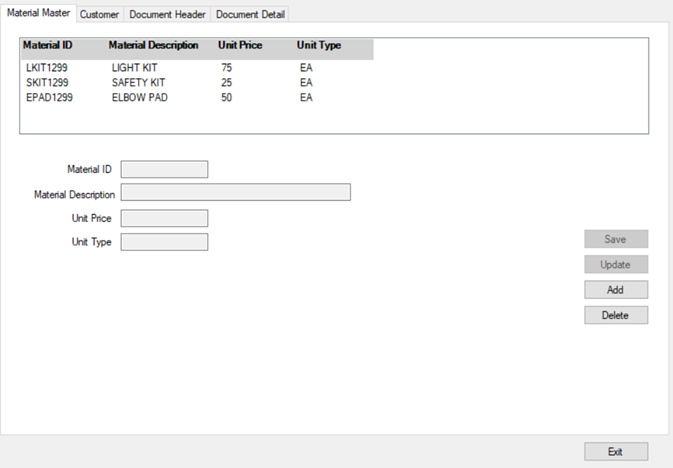 Material Master Customer Document Header Document Detail
Material ID Material Description Unit Price Unit Type
LKIT1299 LIGHT KIT 75 EA
SKIT1299 SAFETY KIT 25 EA
EPAD1299 ELBOW PAD 50 EA
Material ID
Material Description
Unit Price
Unit Type
Save
Update
Add
Delete
Exit